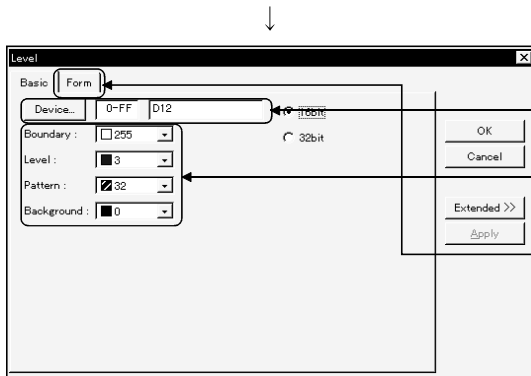 ↓
Level
Basic Form
Device... 0-FF D12 16bit
Boundary : 255 32bit OK
Level : 3 Cancel
Pattern : 32
Background : 0 Extended >>
Apply